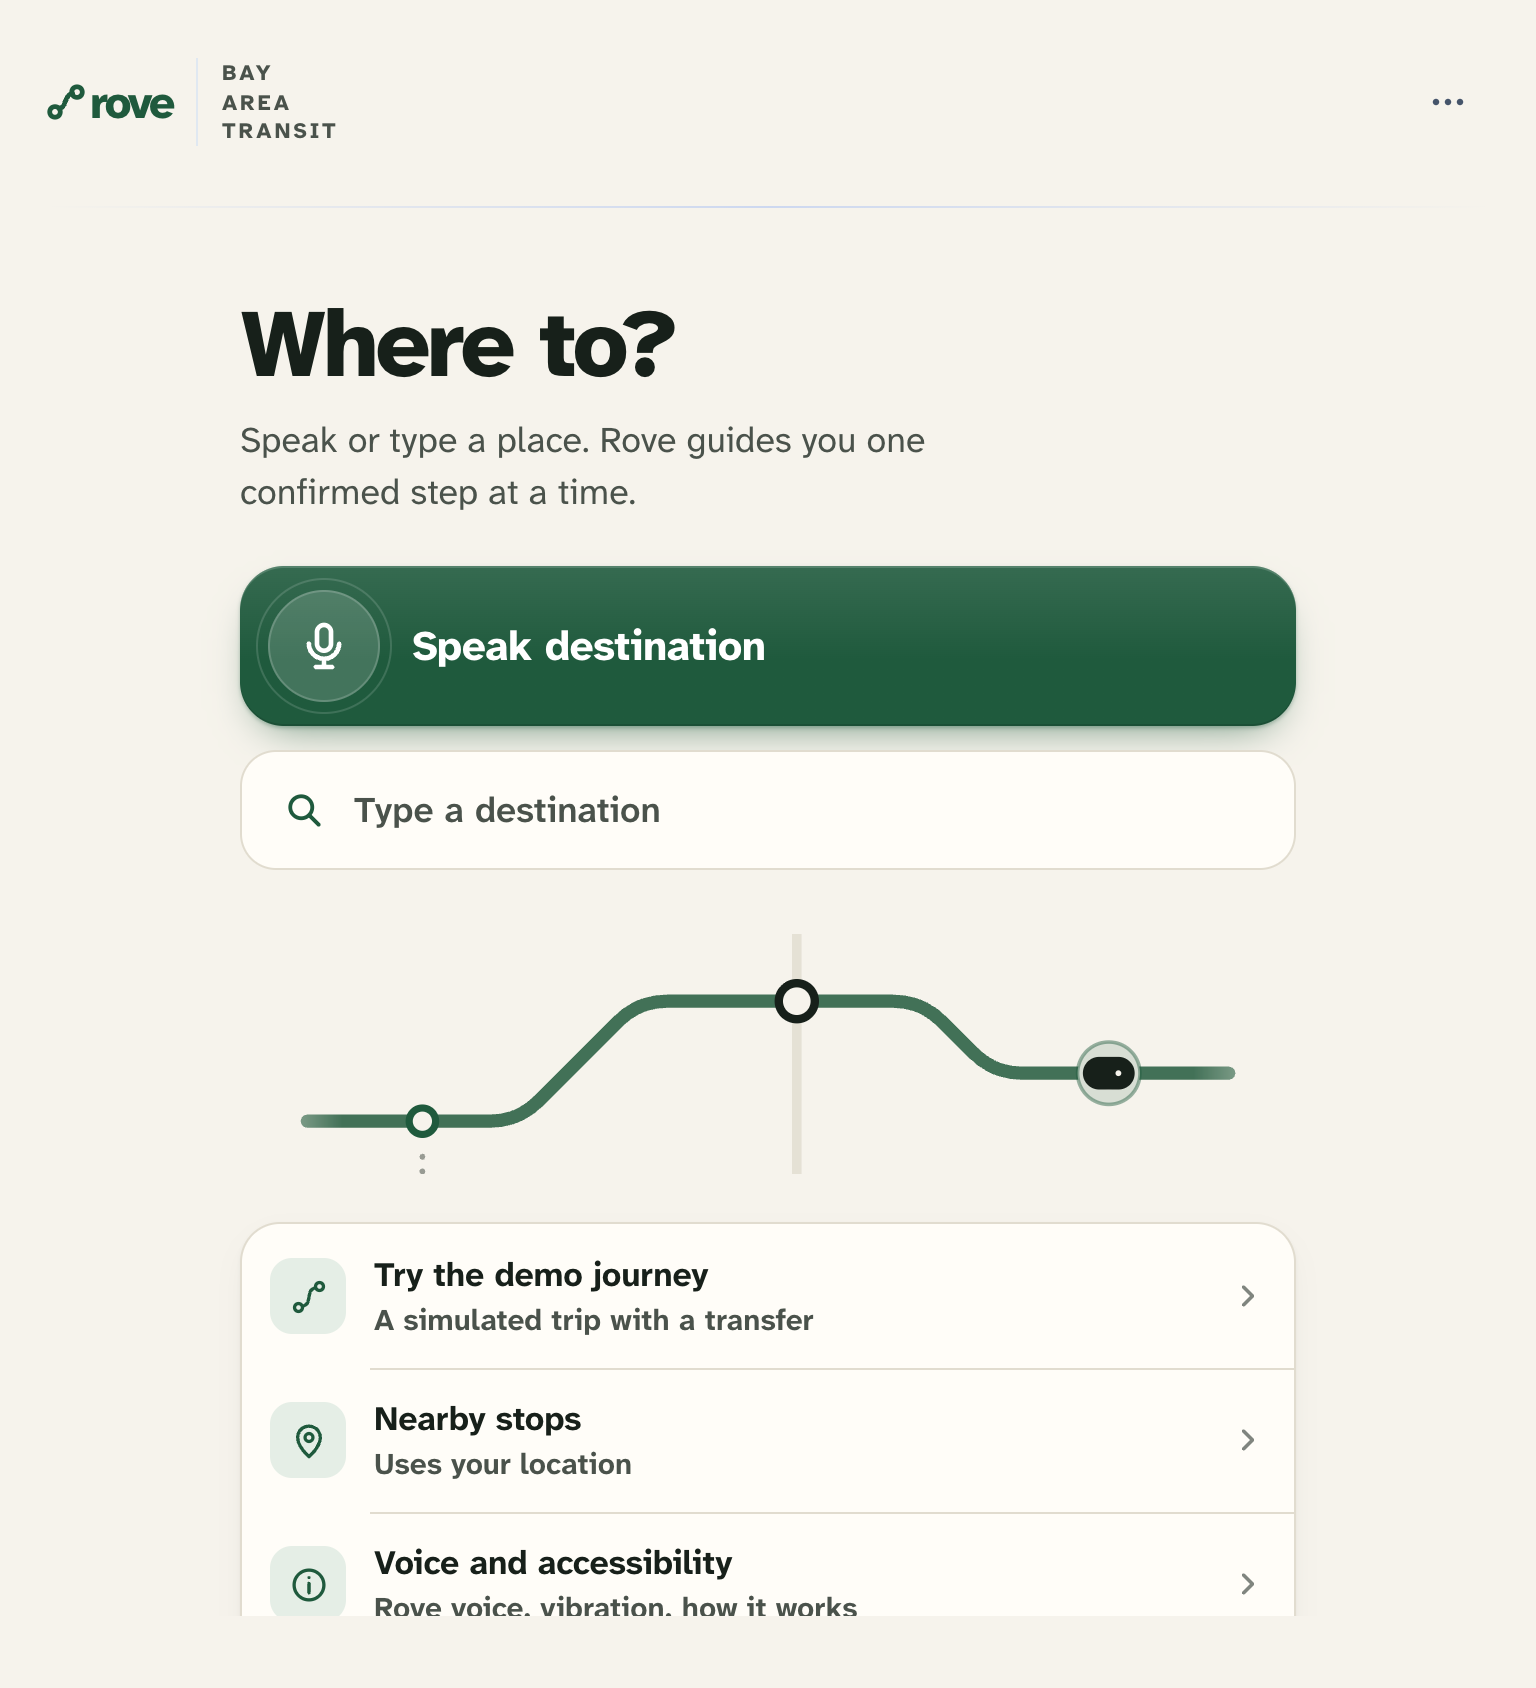 rove
BAY
AREA
TRANSIT
Where to?
Speak or type a place. Rove guides you one
confirmed step at a time.
Speak destination
Type a destination
Try the demo journey
A simulated trip with a transfer
Nearby stops
Uses your location
Voice and accessibility
Rove voice, vibration, how it works